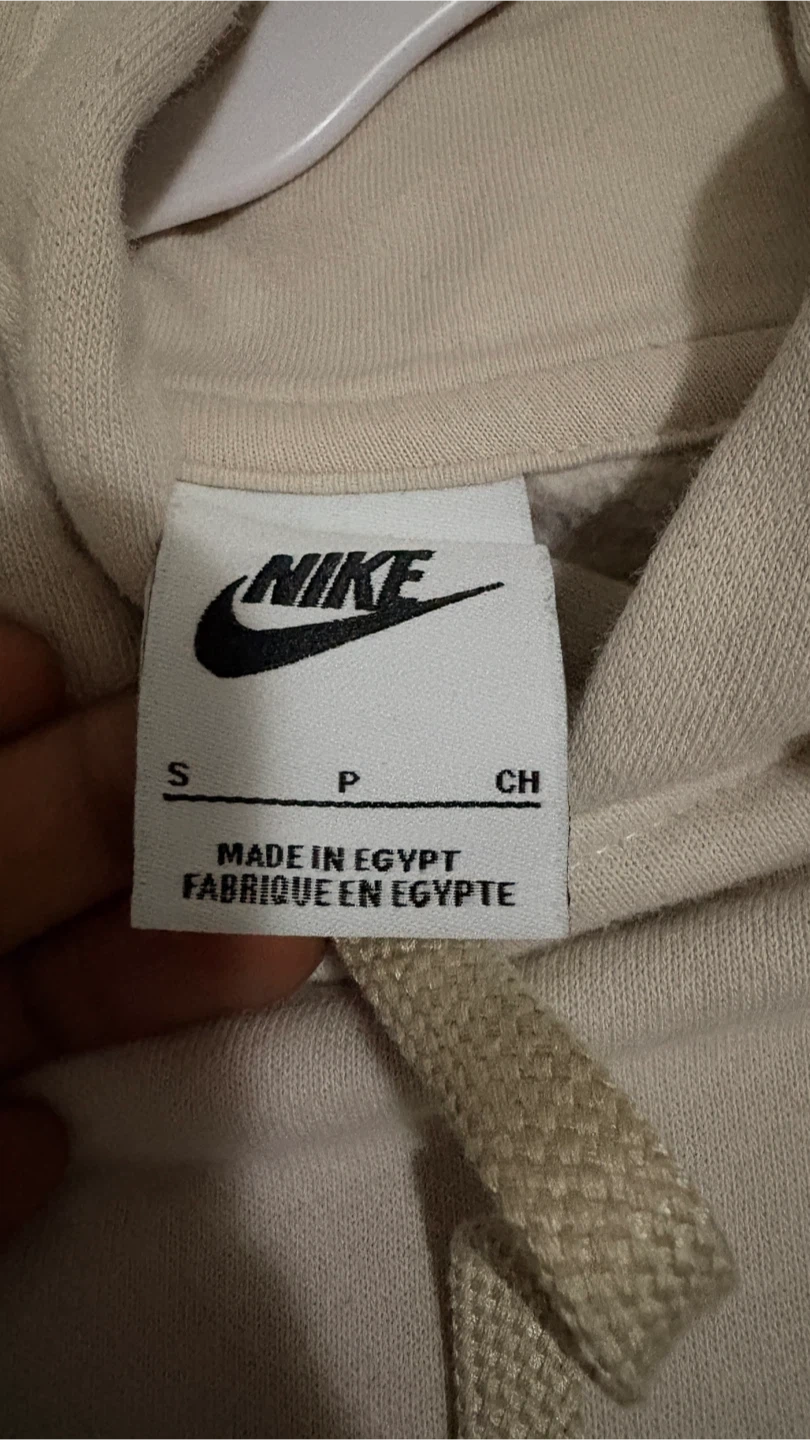 NIKE
S P CH
MADE IN EGYPT
FABRIQUE EN EGYPTE